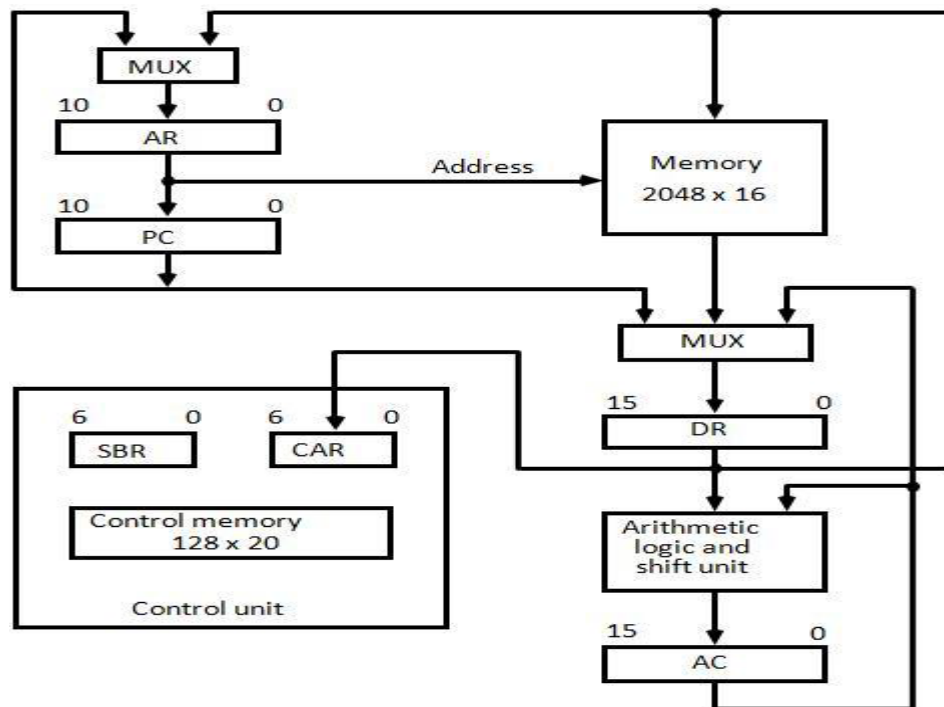 MUX
10 0
AR
Address
Memory
2048 x 16
10 0
PC
MUX
15 0
DR
6 0 6 0
SBR CAR
Control memory
128 x 20
Control unit
Arithmetic
logic and
shift unit
15 0
AC